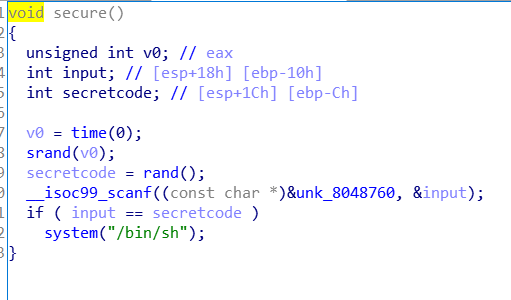 1 void secure()
2 {
3 unsigned int v0; // eax
4 int input; // [esp+18h] [ebp-10h]
5 int secretcode; // [esp+1Ch] [ebp-Ch]
6
7 v0 = time(0);
8 srand(v0);
9 secretcode = rand();
0 __isoc99_scanf((const char *)&unk_8048760, &input);
1 if ( input == secretcode )
2 system("/bin/sh");
3 }